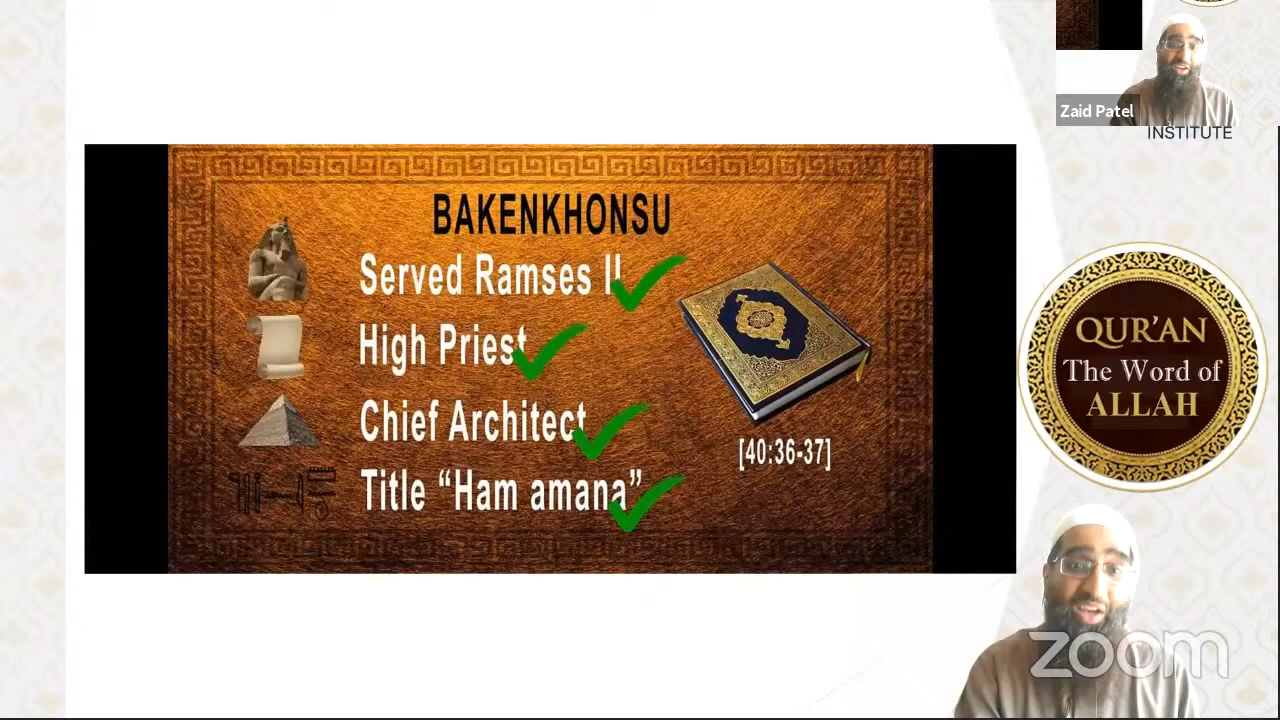 BAKENKHONSU
Served Ramses II
High Priest
Chief Architect
Title “Ham amana”
[40:36-37]
Zaid Patel
INSTITUTE
QUR’AN
The Word of
ALLAH
zoom